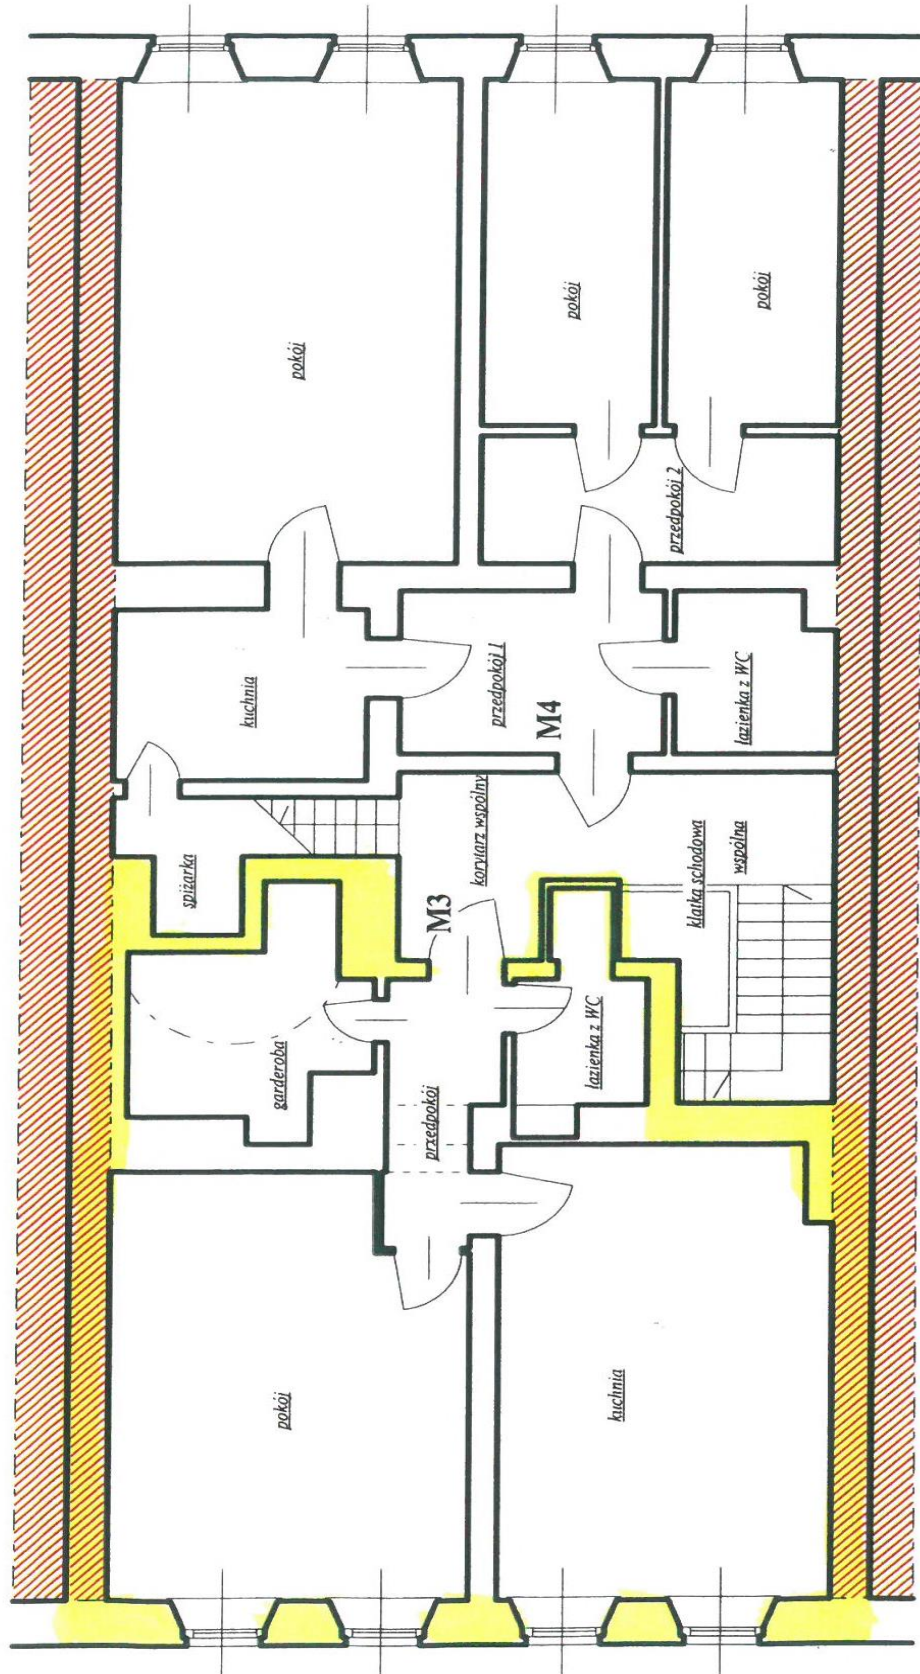 pokój
pokój
pokój
przedpokój 2
kuchnia
przedpokój 1
łazienka z WC
M4
spiżarka
korytarz wspólny
klatka schodowa
wspólna
M3
garderoba
przedpokój
łazienka z WC
pokój
kuchnia